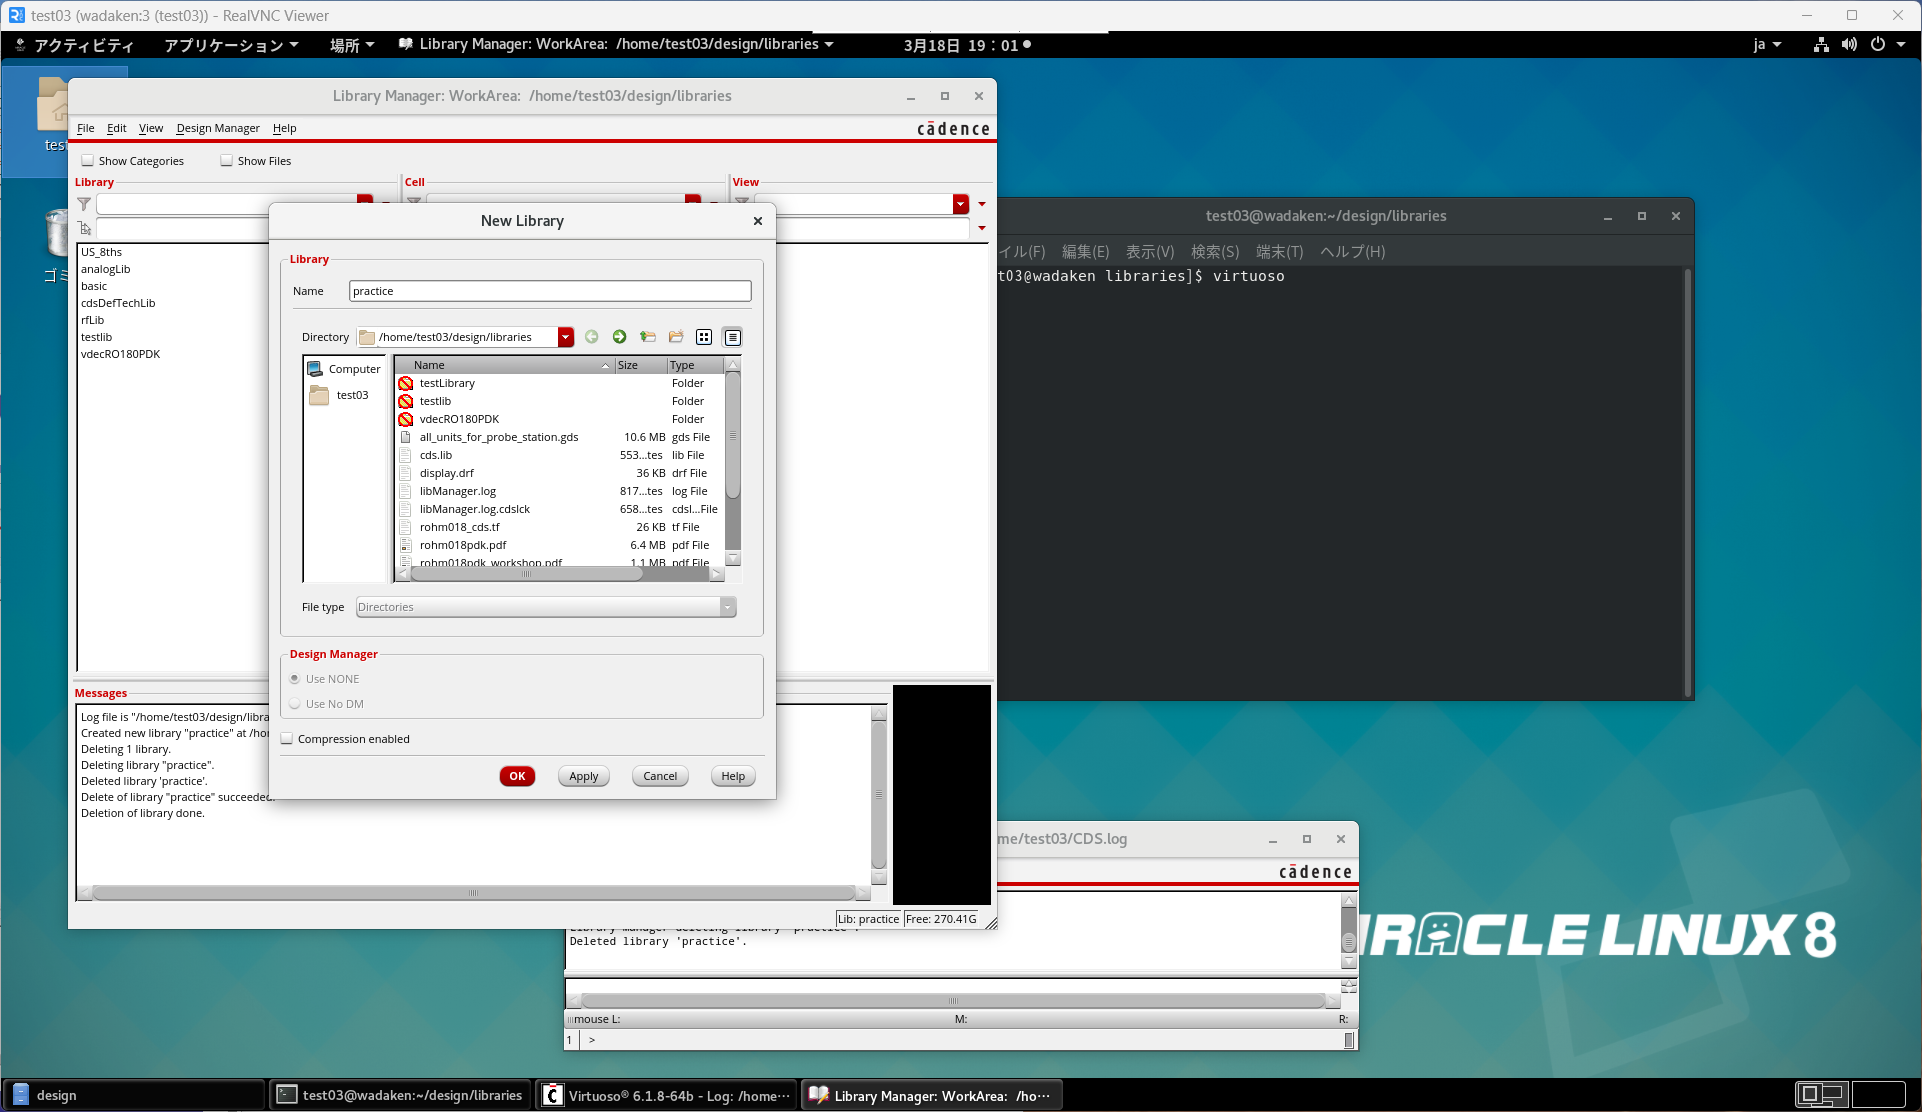 test03 (wadaken:3 (test03)) - RealVNC Viewer
アクティビティ アプリケーション 場所 Library Manager: WorkArea: /home/test03/design/libraries 3月18日 19：01 ja
Library Manager: WorkArea: /home/test03/design/libraries
File Edit View Design Manager Help cādence
Show Categories Show Files
Library Cell View
US_8ths
analogLib
basic
cdsDefTechLib
rfLib
testlib
vdecRO180PDK
New Library
Library
Name practice
Directory /home/test03/design/libraries
Computer
test03
Name Size Type
testLibrary Folder
testlib Folder
vdecRO180PDK Folder
all_units_for_probe_station.gds 10.6 MB gds File
cds.lib 553...tes lib File
display.drf 36 KB drf File
libManager.log 817...tes log File
libManager.log.cdslck 658...tes cdsl...File
rohm018_cds.tf 26 KB tf File
rohm018pdk.pdf 6.4 MB pdf File
rohm018pdk_workshop.pdf 1.1 MB pdf File
File type Directories
Design Manager
Use NONE
Use No DM
Compression enabled
OK Apply Cancel Help
Messages
Log file is "/home/test03/design/libra
Created new library "practice" at /ho
Deleting 1 library.
Deleting library "practice".
Deleted library 'practice'.
Delete of library "practice" succeeded.
Deletion of library done.
Lib: practice Free: 270.41G
test03@wadaken:~/design/libraries
イル(F) 編集(E) 表示(V) 検索(S) 端末(T) ヘルプ(H)
t03@wadaken libraries]$ virtuoso
me/test03/CDS.log
cādence
Library Manager deleting library 'practice'.
Deleted library 'practice'.
mouse L: M: R:
1 >
test
ゴミ
RACLE LINUX 8
design test03@wadaken:~/design/libraries Virtuoso® 6.1.8-64b - Log: /home··· Library Manager: WorkArea: /ho···